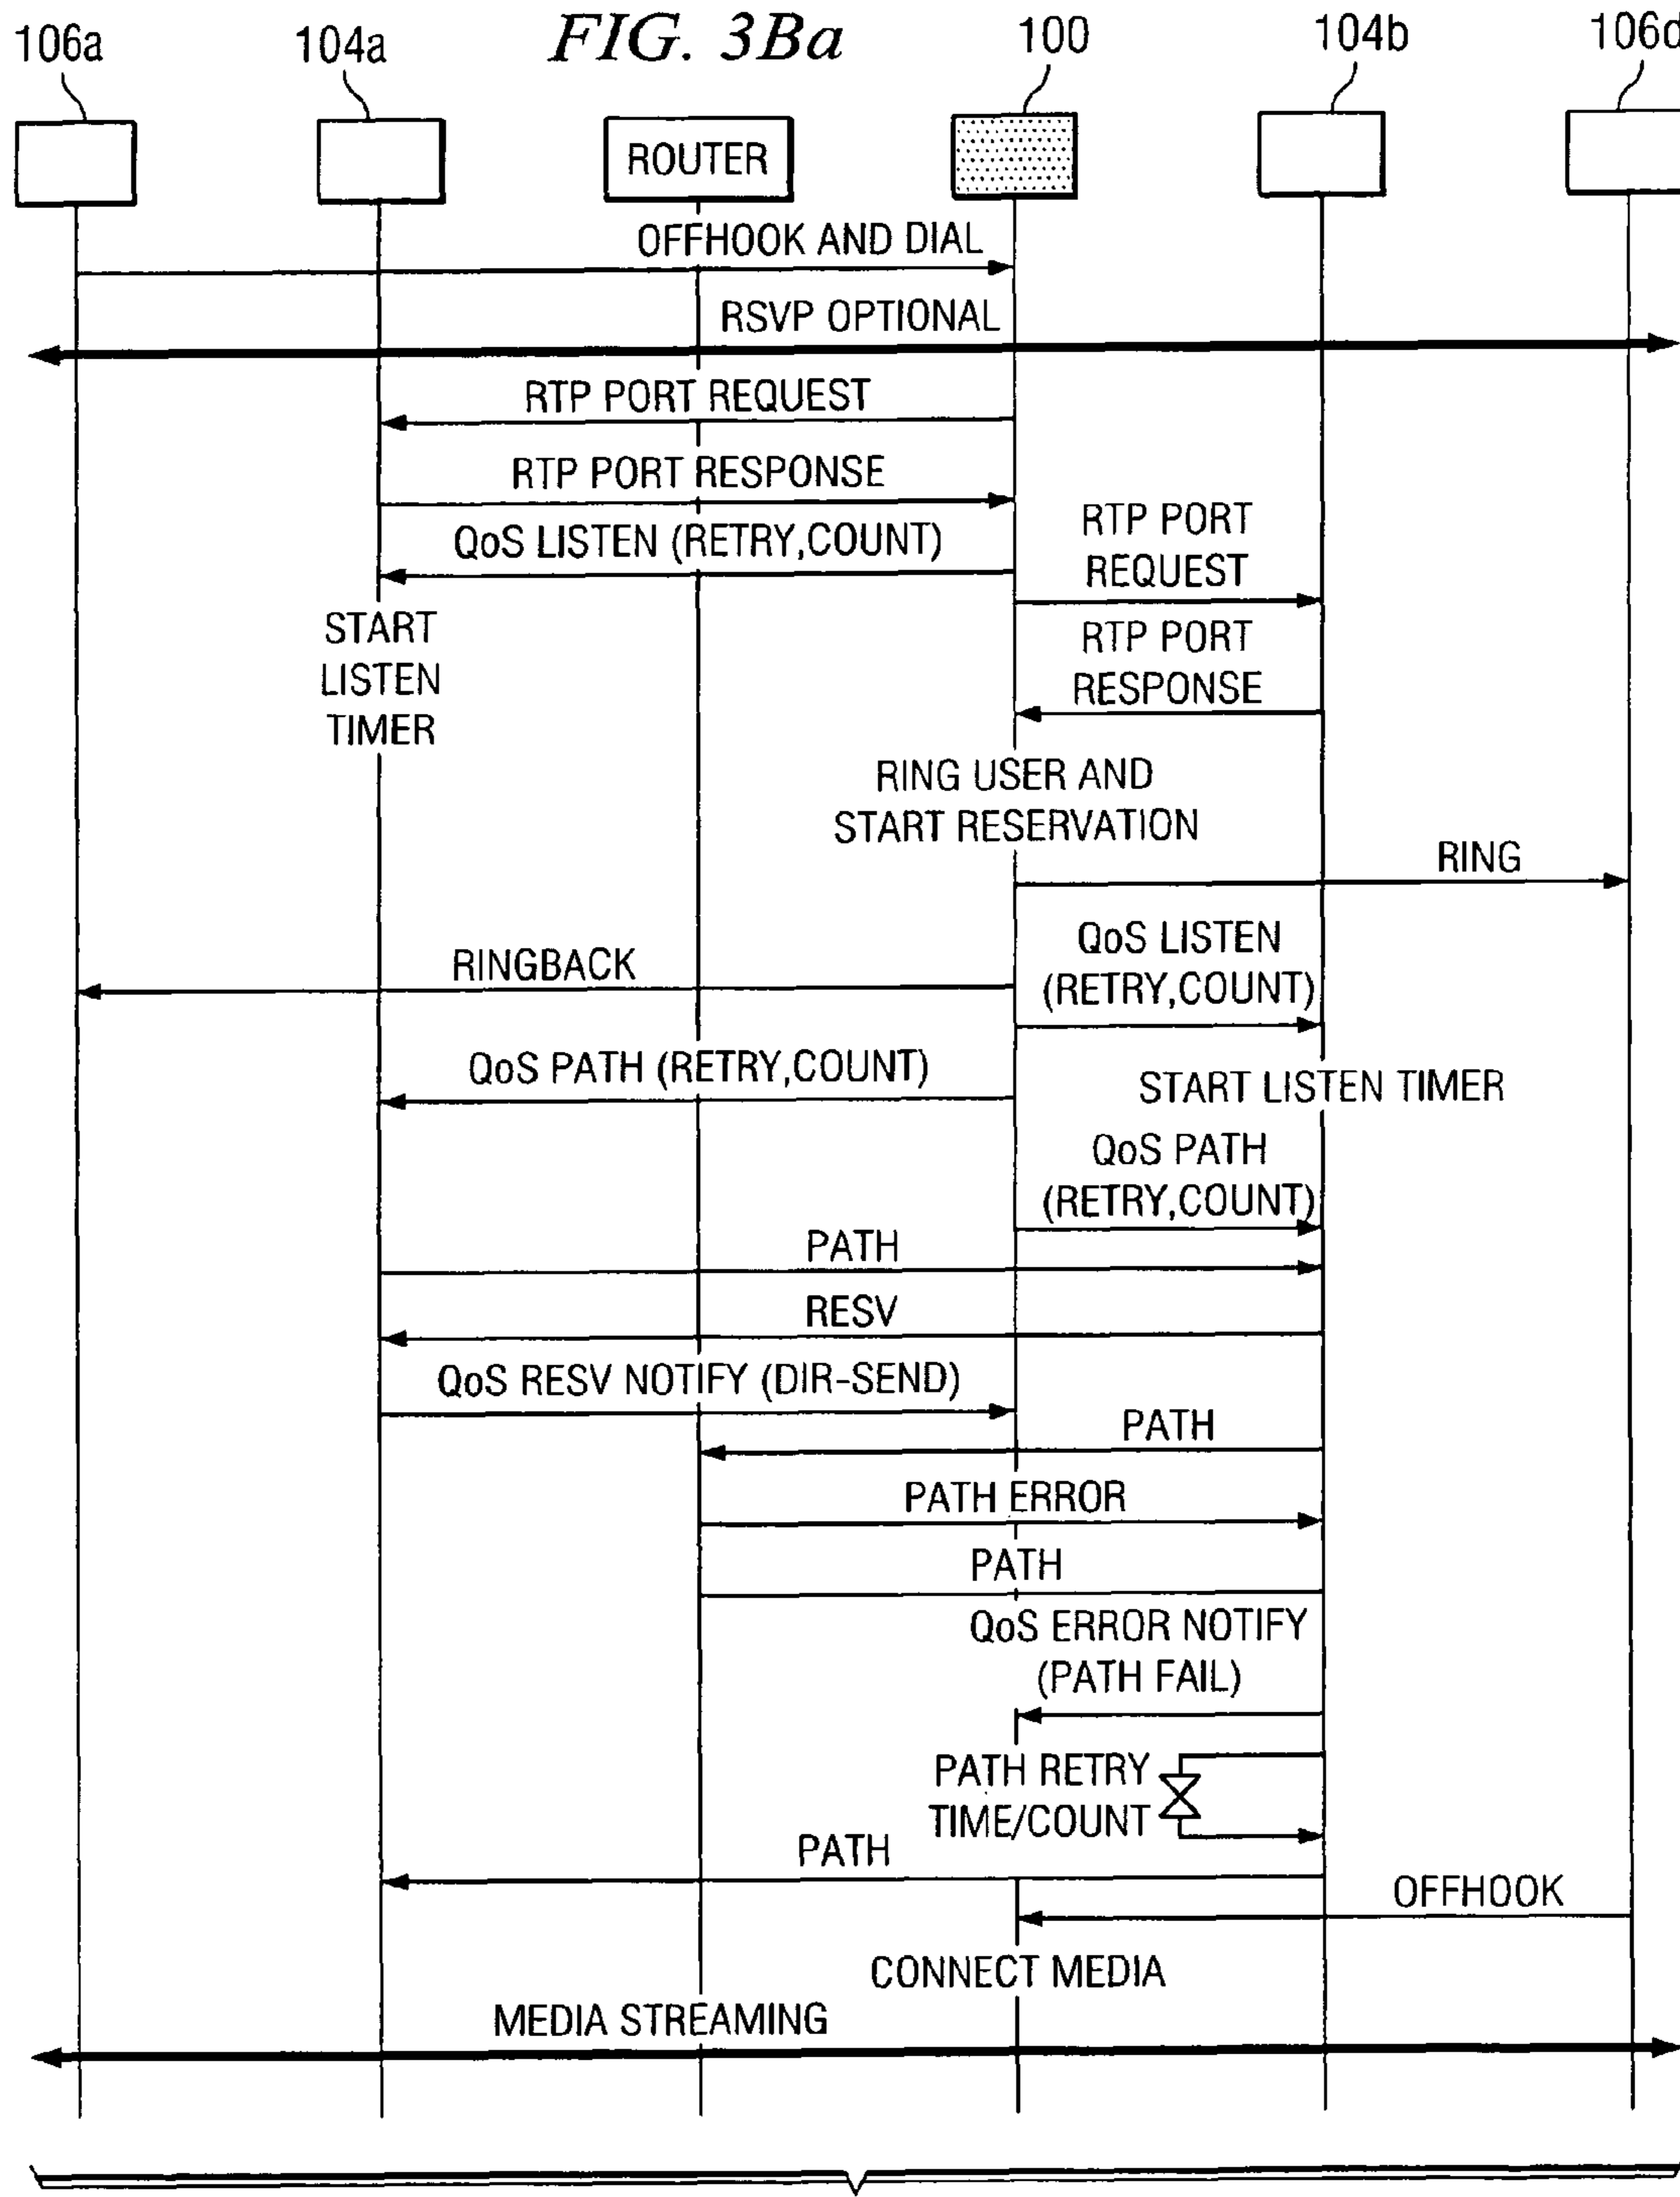 FIG. 3Ba
106a
104a
100
104b
106d
ROUTER
OFFHOOK AND DIAL
RSVP OPTIONAL
RTP PORT REQUEST
RTP PORT RESPONSE
QoS LISTEN (RETRY,COUNT)
RTP PORT
REQUEST
START
LISTEN
TIMER
RTP PORT
RESPONSE
RING USER AND
START RESERVATION
RING
RINGBACK
QoS LISTEN
(RETRY,COUNT)
QoS PATH (RETRY,COUNT)
START LISTEN TIMER
QoS PATH
(RETRY,COUNT)
PATH
RESV
QoS RESV NOTIFY (DIR-SEND)
PATH
PATH ERROR
PATH
QoS ERROR NOTIFY
(PATH FAIL)
PATH RETRY
TIME/COUNT
PATH
OFFHOOK
CONNECT MEDIA
MEDIA STREAMING